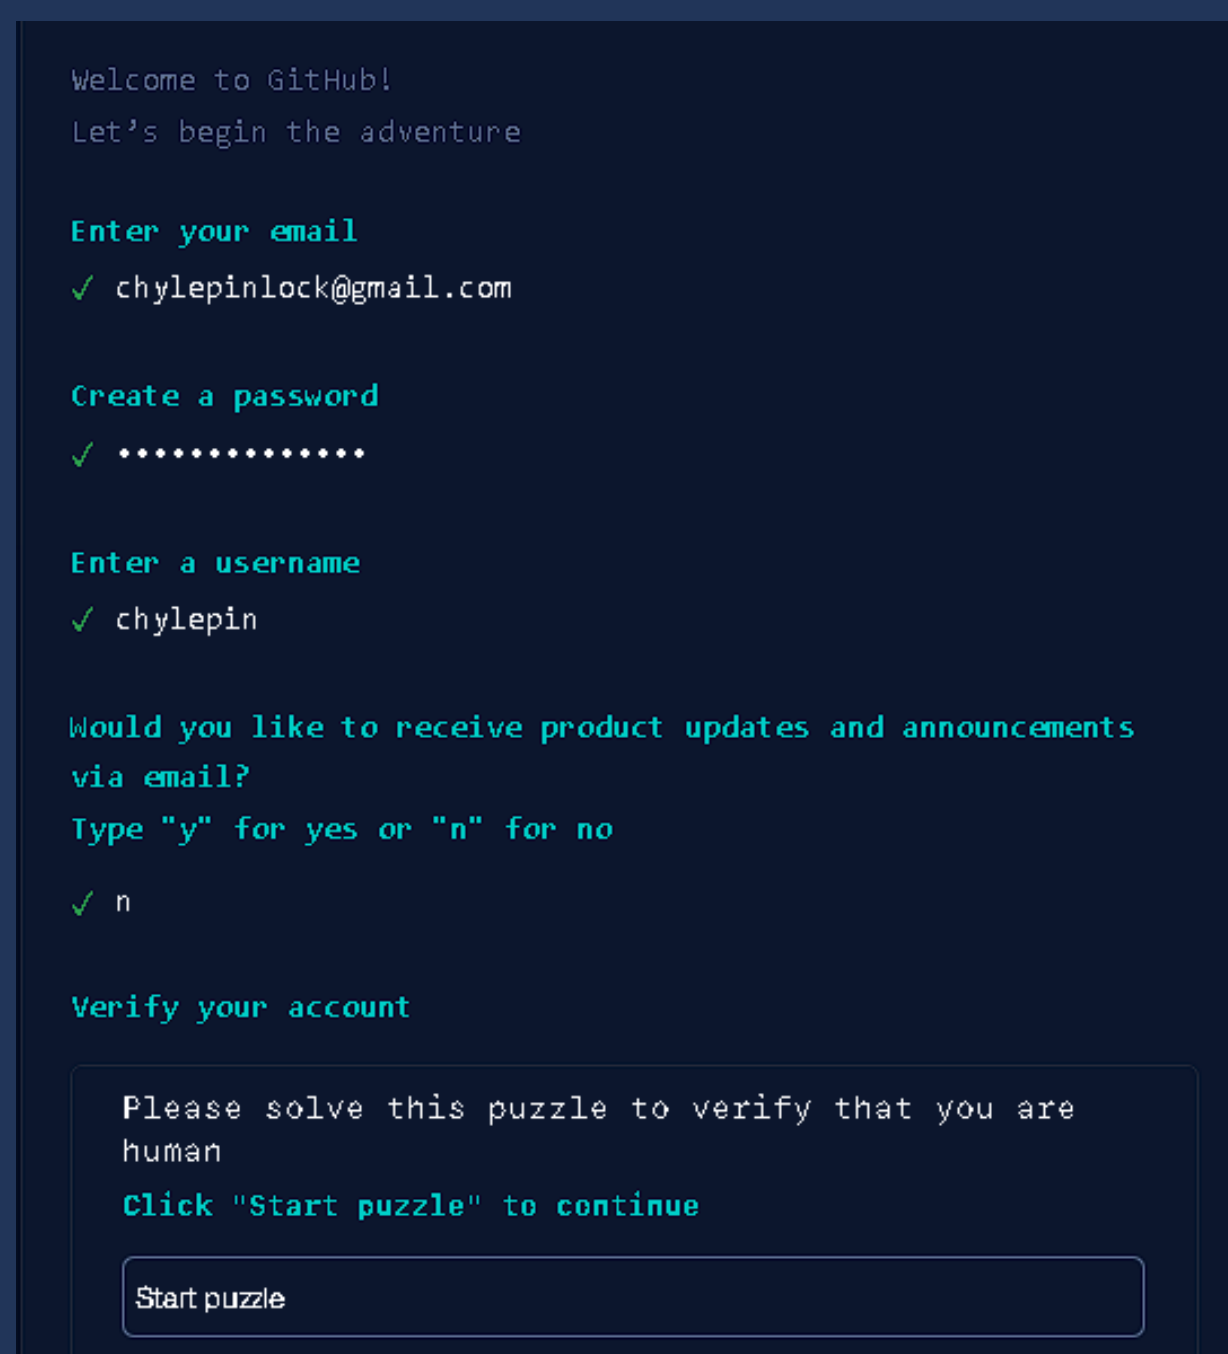 Welcome to GitHub!
Let’s begin the adventure
Enter your email
✓ chylepinlock@gmail.com
Create a password
✓ ••••••••••••••
Enter a username
✓ chylepin
Would you like to receive product updates and announcements
via email?
Type "y" for yes or "n" for no
✓ n
Verify your account
Please solve this puzzle to verify that you are
human
Click "Start puzzle" to continue
Start puzzle